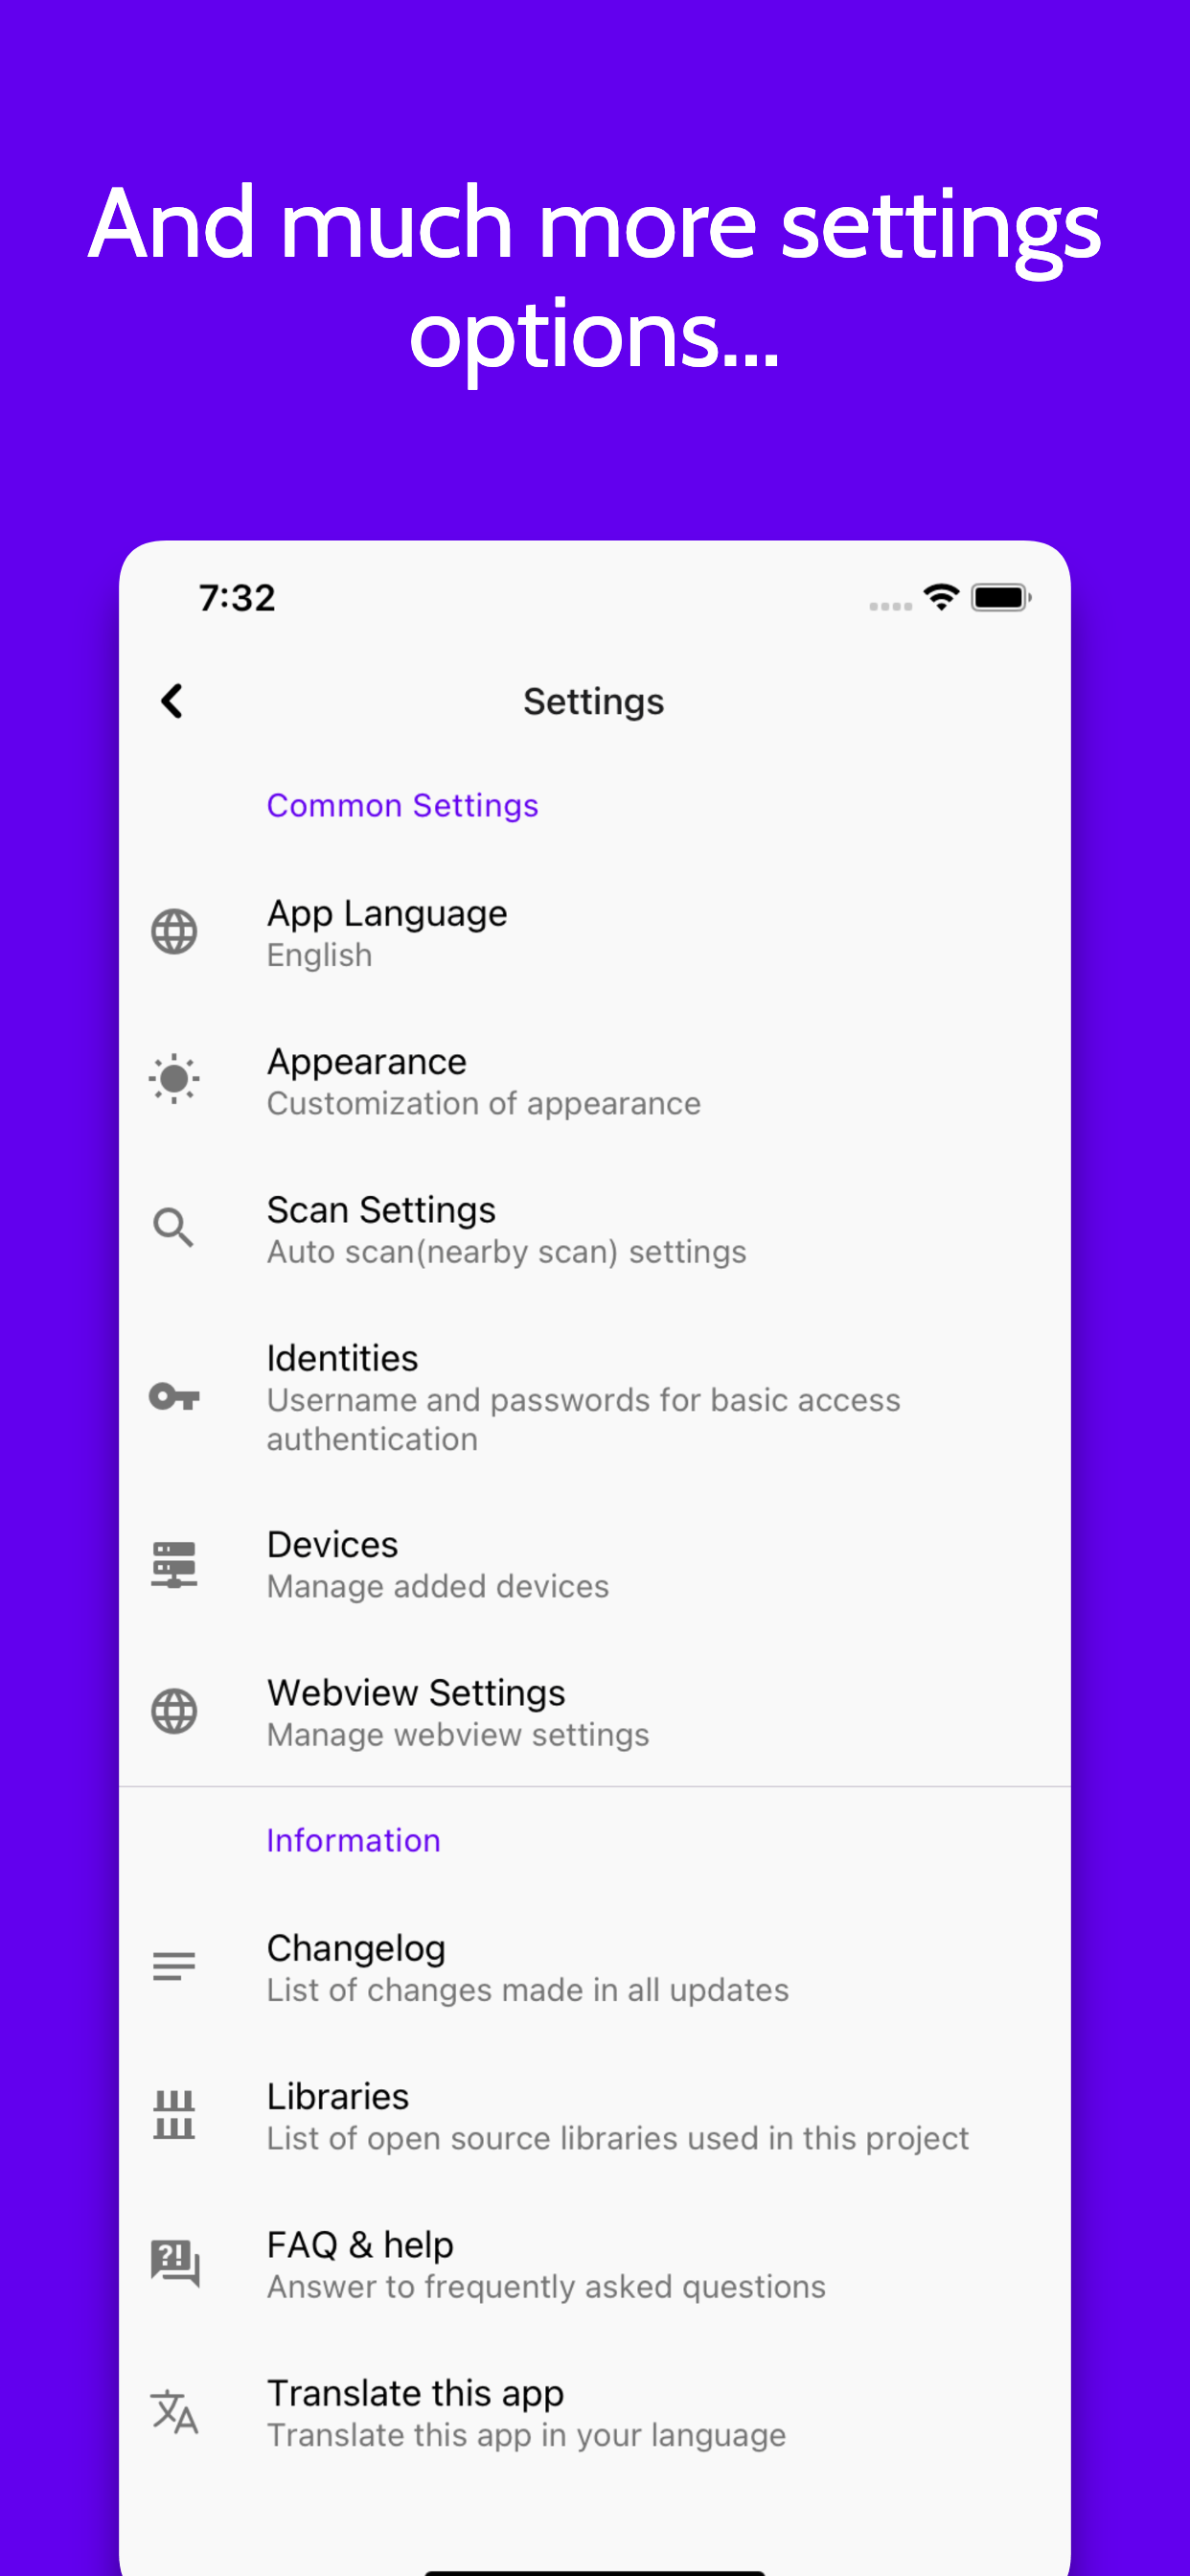 And much more settings
options...
7:32
Settings
Common Settings
App Language
English
Appearance
Customization of appearance
Scan Settings
Auto scan(nearby scan) settings
Identities
Username and passwords for basic access
authentication
Devices
Manage added devices
Webview Settings
Manage webview settings
Information
Changelog
List of changes made in all updates
Libraries
List of open source libraries used in this project
FAQ & help
Answer to frequently asked questions
Translate this app
Translate this app in your language